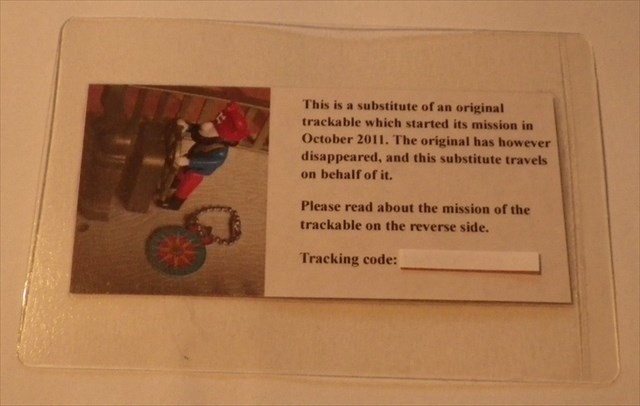 This is a substitute of an original
trackable which started its mission in
October 2011. The original has however
disappeared, and this substitute travels
on behalf of it.
Please read about the mission of the
trackable on the reverse side.
Tracking code: